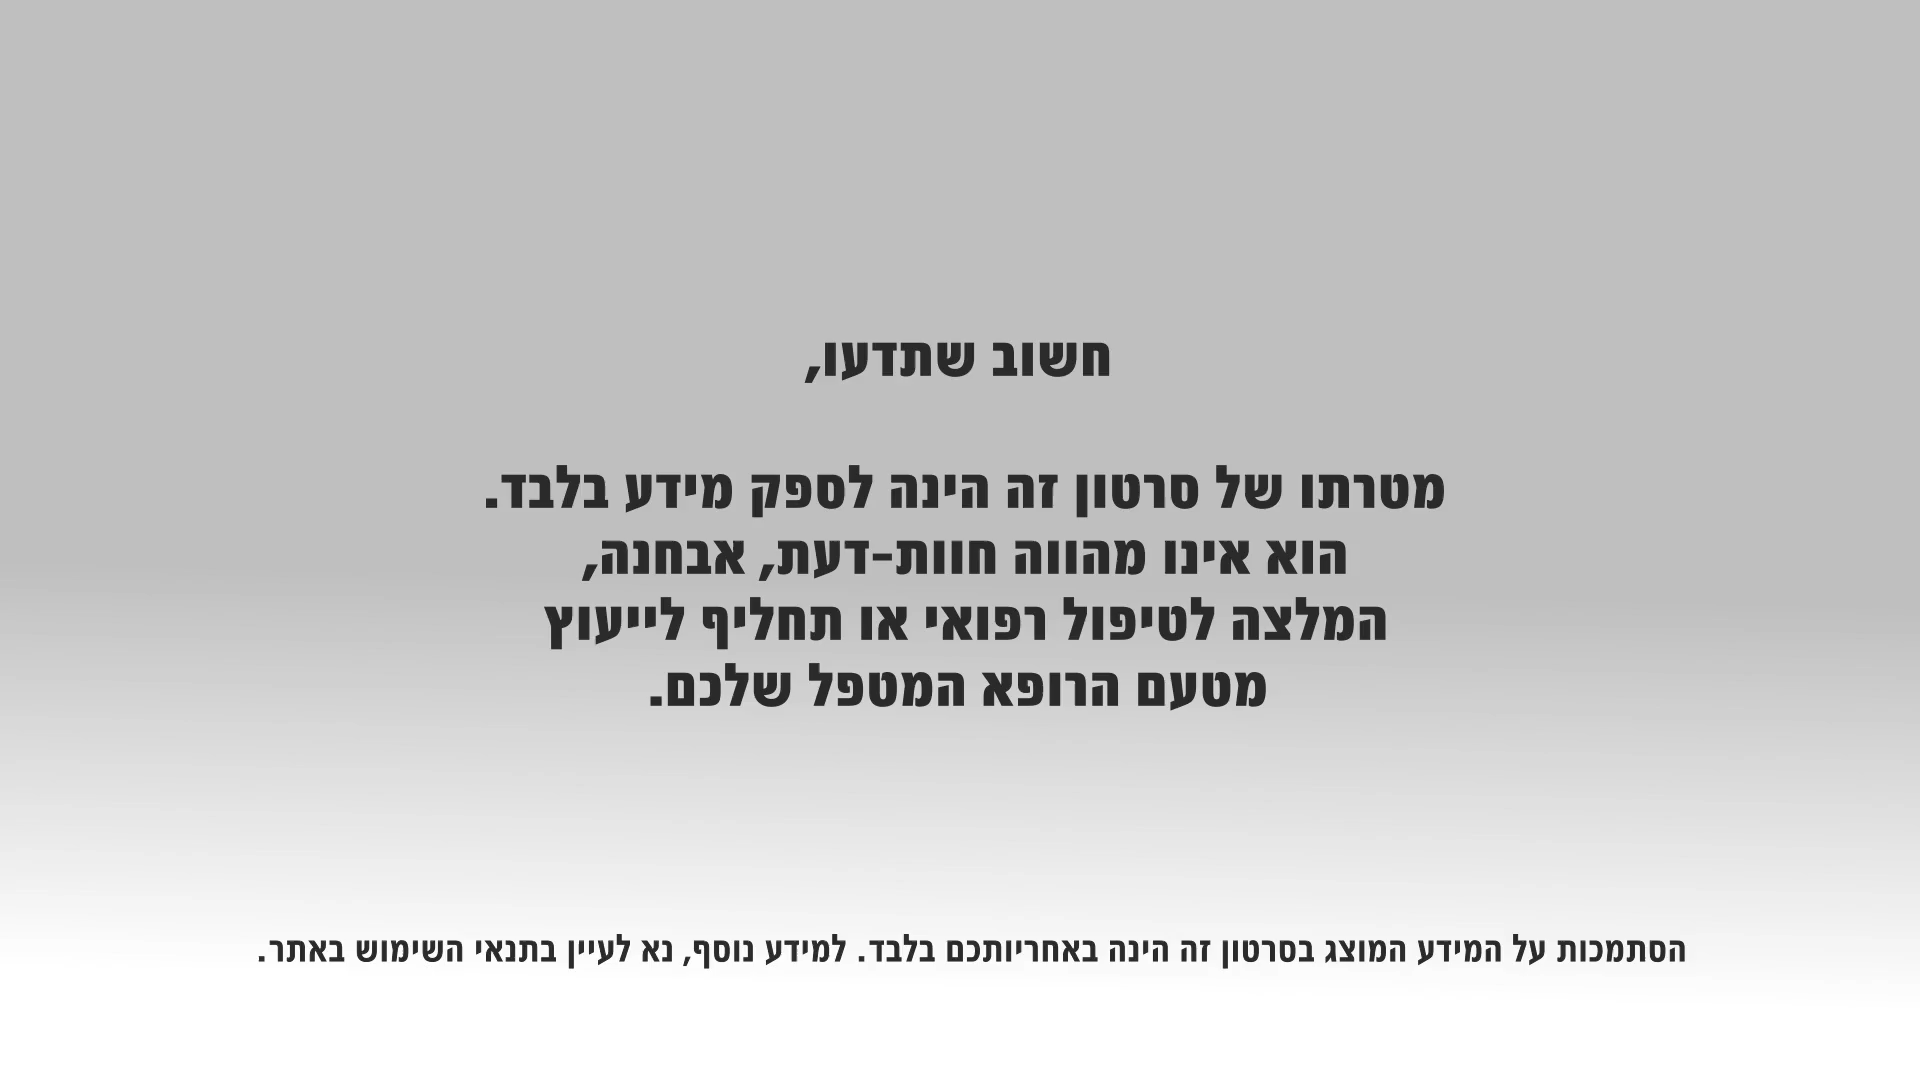 חשוב שתדעו,
מטרתו של סרטון זה הינה לספק מידע בלבד.
הוא אינו מהווה חוות-דעת, אבחנה,
המלצה לטיפול רפואי או תחליף לייעוץ
מטעם הרופא המטפל שלכם.
הסתמכות על המידע המוצג בסרטון זה הינה באחריותכם בלבד. למידע נוסף, נא לעיין בתנאי השימוש באתר.